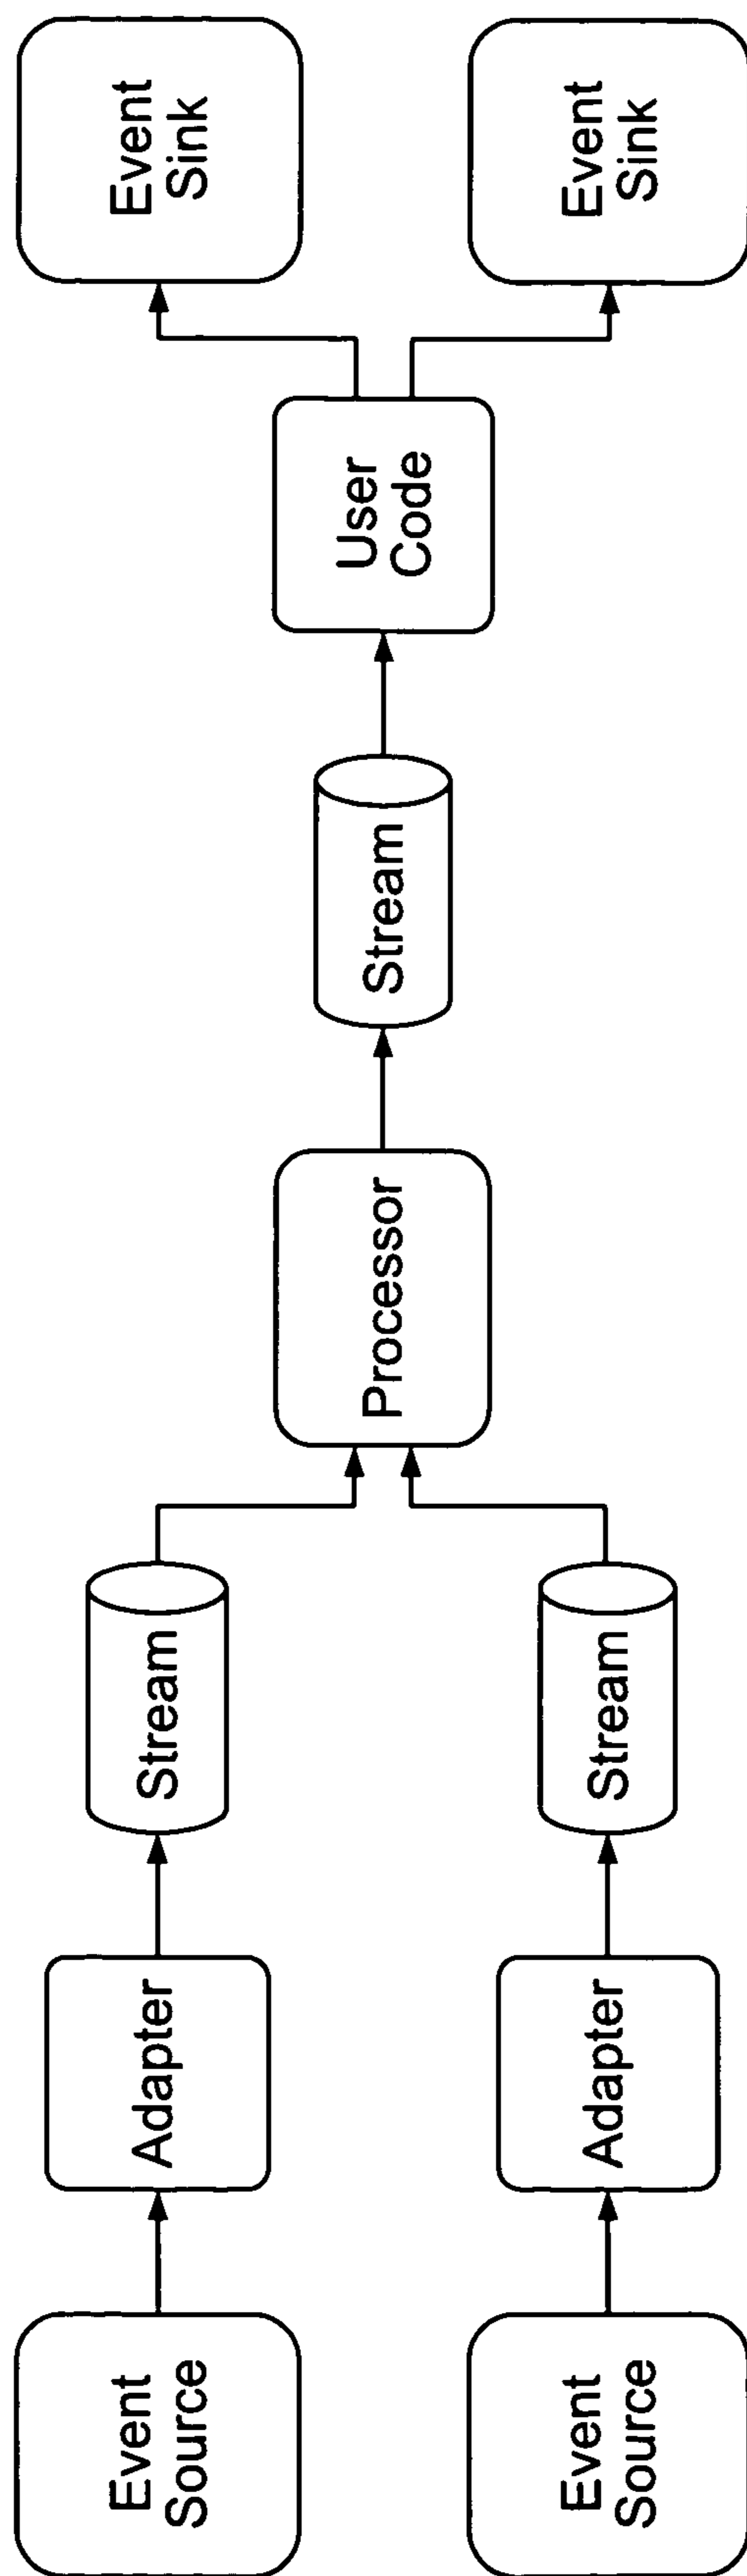 Event
Source
Adapter
Stream
Event
Source
Adapter
Stream
Processor
Stream
User
Code
Event
Sink
Event
Sink